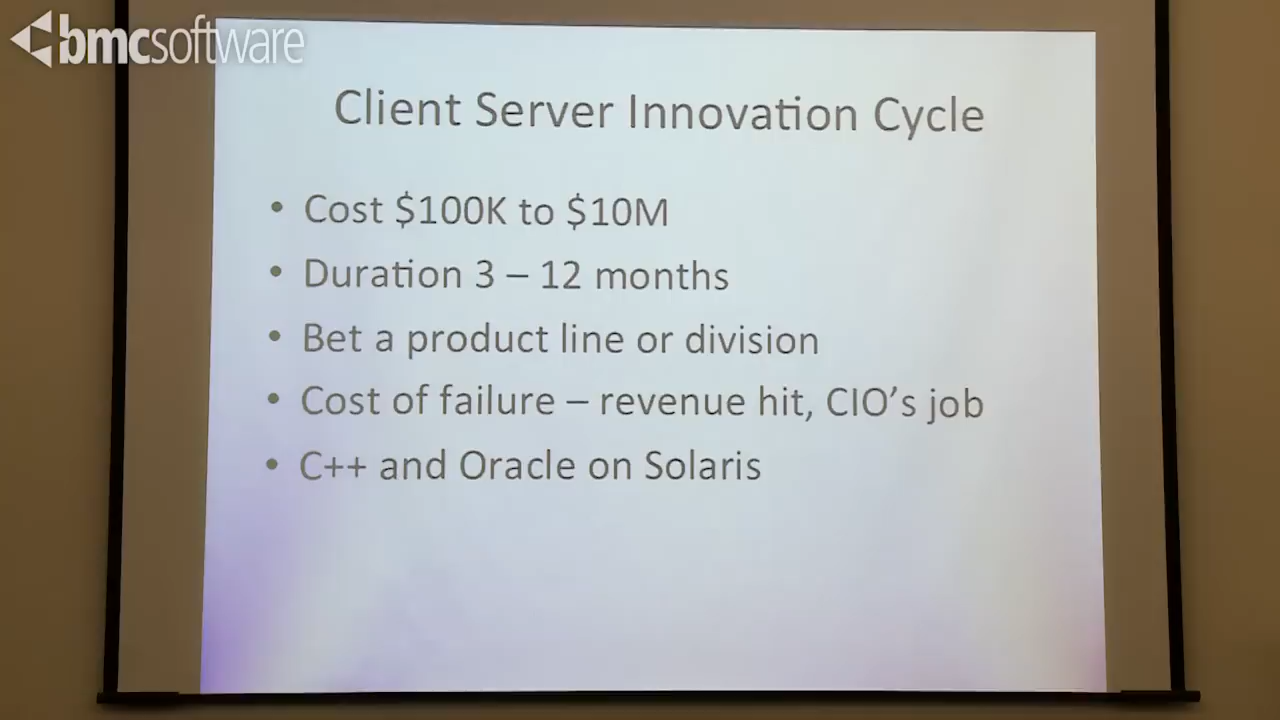 bmcsoftware
Client Server Innovation Cycle
• Cost $100K to $10M
• Duration 3 – 12 months
• Bet a product line or division
• Cost of failure – revenue hit, CIO's job
• C++ and Oracle on Solaris